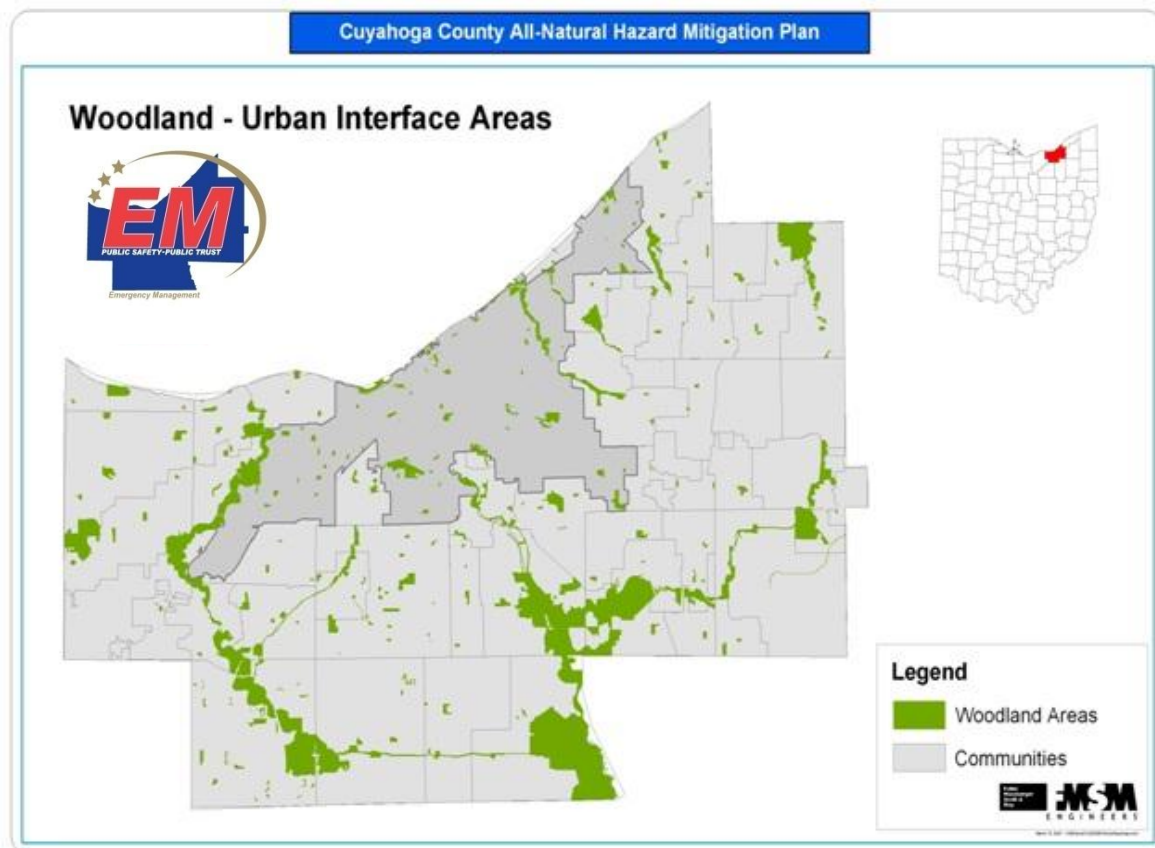 Cuyahoga County All-Natural Hazard Mitigation Plan
Woodland - Urban Interface Areas
EM
PUBLIC SAFETY-PUBLIC TRUST
Emergency Management
Legend
Woodland Areas
Communities
FMSM
ENGINEERS